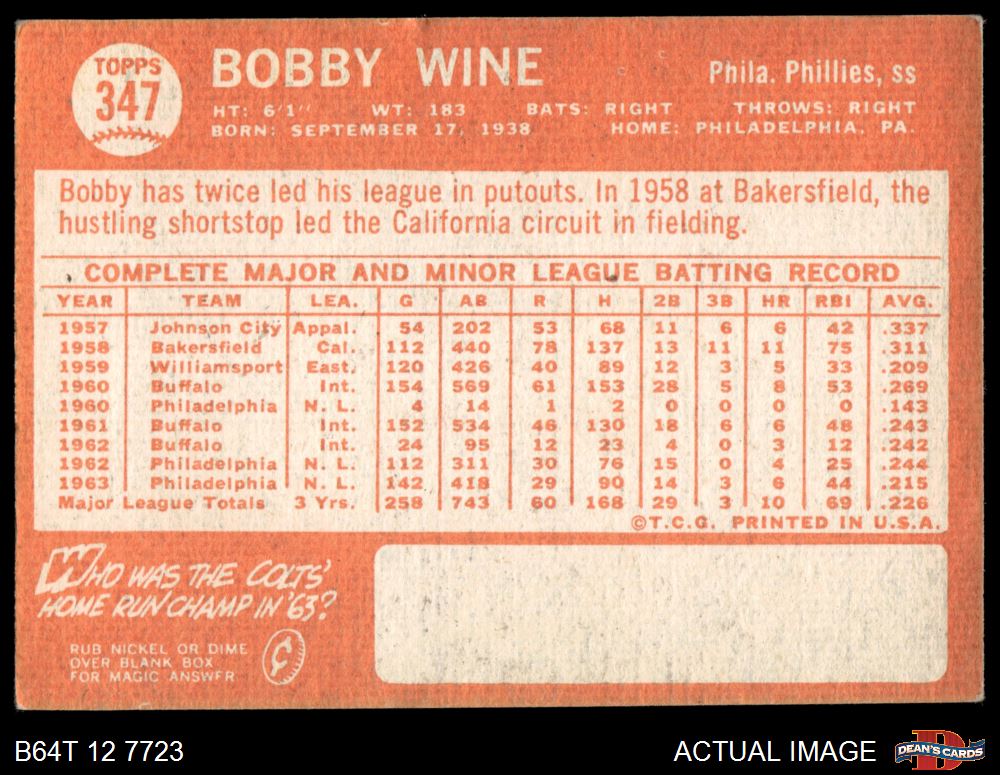 TOPPS
347
BOBBY WINE
Phila. Phillies, SS
HT: 6'1" WT: 183 BATS: RIGHT THROWS: RIGHT
BORN: SEPTEMBER 17, 1938 HOME: PHILADELPHIA, PA.
Bobby has twice led his league in putouts. In 1958 at Bakersfield, the
hustling shortstop led the California circuit in fielding.
COMPLETE MAJOR AND MINOR LEAGUE BATTING RECORD
YEAR TEAM LEA. G AB R H 2B 3B HR RBI AVG.
1957 Johnson City Appal. 54 202 53 68 11 6 6 42 .337
1958 Bakersfield Cal. 112 440 78 137 13 11 11 75 .311
1959 Williamsport East. 120 426 40 89 12 3 5 33 .209
1960 Buffalo Int. 154 569 61 153 28 5 8 53 .269
1960 Philadelphia N. L. 4 14 1 2 0 0 0 0 .143
1961 Buffalo Int. 152 534 46 130 18 6 6 48 .243
1962 Buffalo Int. 24 95 12 23 4 0 3 12 .242
1962 Philadelphia N. L. 112 311 30 76 15 0 4 25 .244
1963 Philadelphia N. L. 142 418 29 90 14 3 6 44 .215
Major League Totals 3 Yrs. 258 743 60 168 29 3 10 69 .226
©T.C.G. PRINTED IN U.S.A.
WHO WAS THE COLTS'
HOME RUN CHAMP IN '63?
RUB NICKEL OR DIME
OVER BLANK BOX
FOR MAGIC ANSWER
¢
B64T 12 7723
ACTUAL IMAGE
D
DEAN'S CARDS